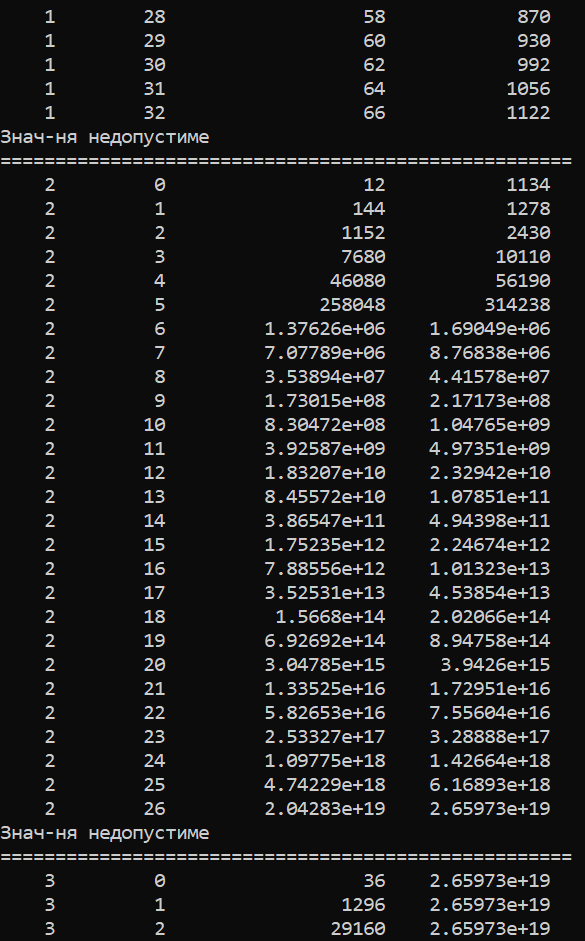 1 28 58 870
1 29 60 930
1 30 62 992
1 31 64 1056
1 32 66 1122
Знач-ня недопустиме
====================================================
2 0 12 1134
2 1 144 1278
2 2 1152 2430
2 3 7680 10110
2 4 46080 56190
2 5 258048 314238
2 6 1.37626e+06 1.69049e+06
2 7 7.07789e+06 8.76838e+06
2 8 3.53894e+07 4.41578e+07
2 9 1.73015e+08 2.17173e+08
2 10 8.30472e+08 1.04765e+09
2 11 3.92587e+09 4.97351e+09
2 12 1.83207e+10 2.32942e+10
2 13 8.45572e+10 1.07851e+11
2 14 3.86547e+11 4.94398e+11
2 15 1.75235e+12 2.24674e+12
2 16 7.88556e+12 1.01323e+13
2 17 3.52531e+13 4.53854e+13
2 18 1.5668e+14 2.02066e+14
2 19 6.92692e+14 8.94758e+14
2 20 3.04785e+15 3.9426e+15
2 21 1.33525e+16 1.72951e+16
2 22 5.82653e+16 7.55604e+16
2 23 2.53327e+17 3.28888e+17
2 24 1.09775e+18 1.42664e+18
2 25 4.74229e+18 6.16893e+18
2 26 2.04283e+19 2.65973e+19
Знач-ня недопустиме
====================================================
3 0 36 2.65973e+19
3 1 1296 2.65973e+19
3 2 29160 2.65973e+19